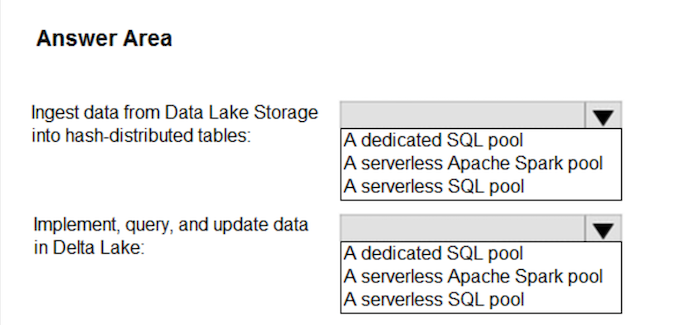 Answer Area
Ingest data from Data Lake Storage
into hash-distributed tables:
A dedicated SQL pool
A serverless Apache Spark pool
A serverless SQL pool
Implement, query, and update data
in Delta Lake:
A dedicated SQL pool
A serverless Apache Spark pool
A serverless SQL pool